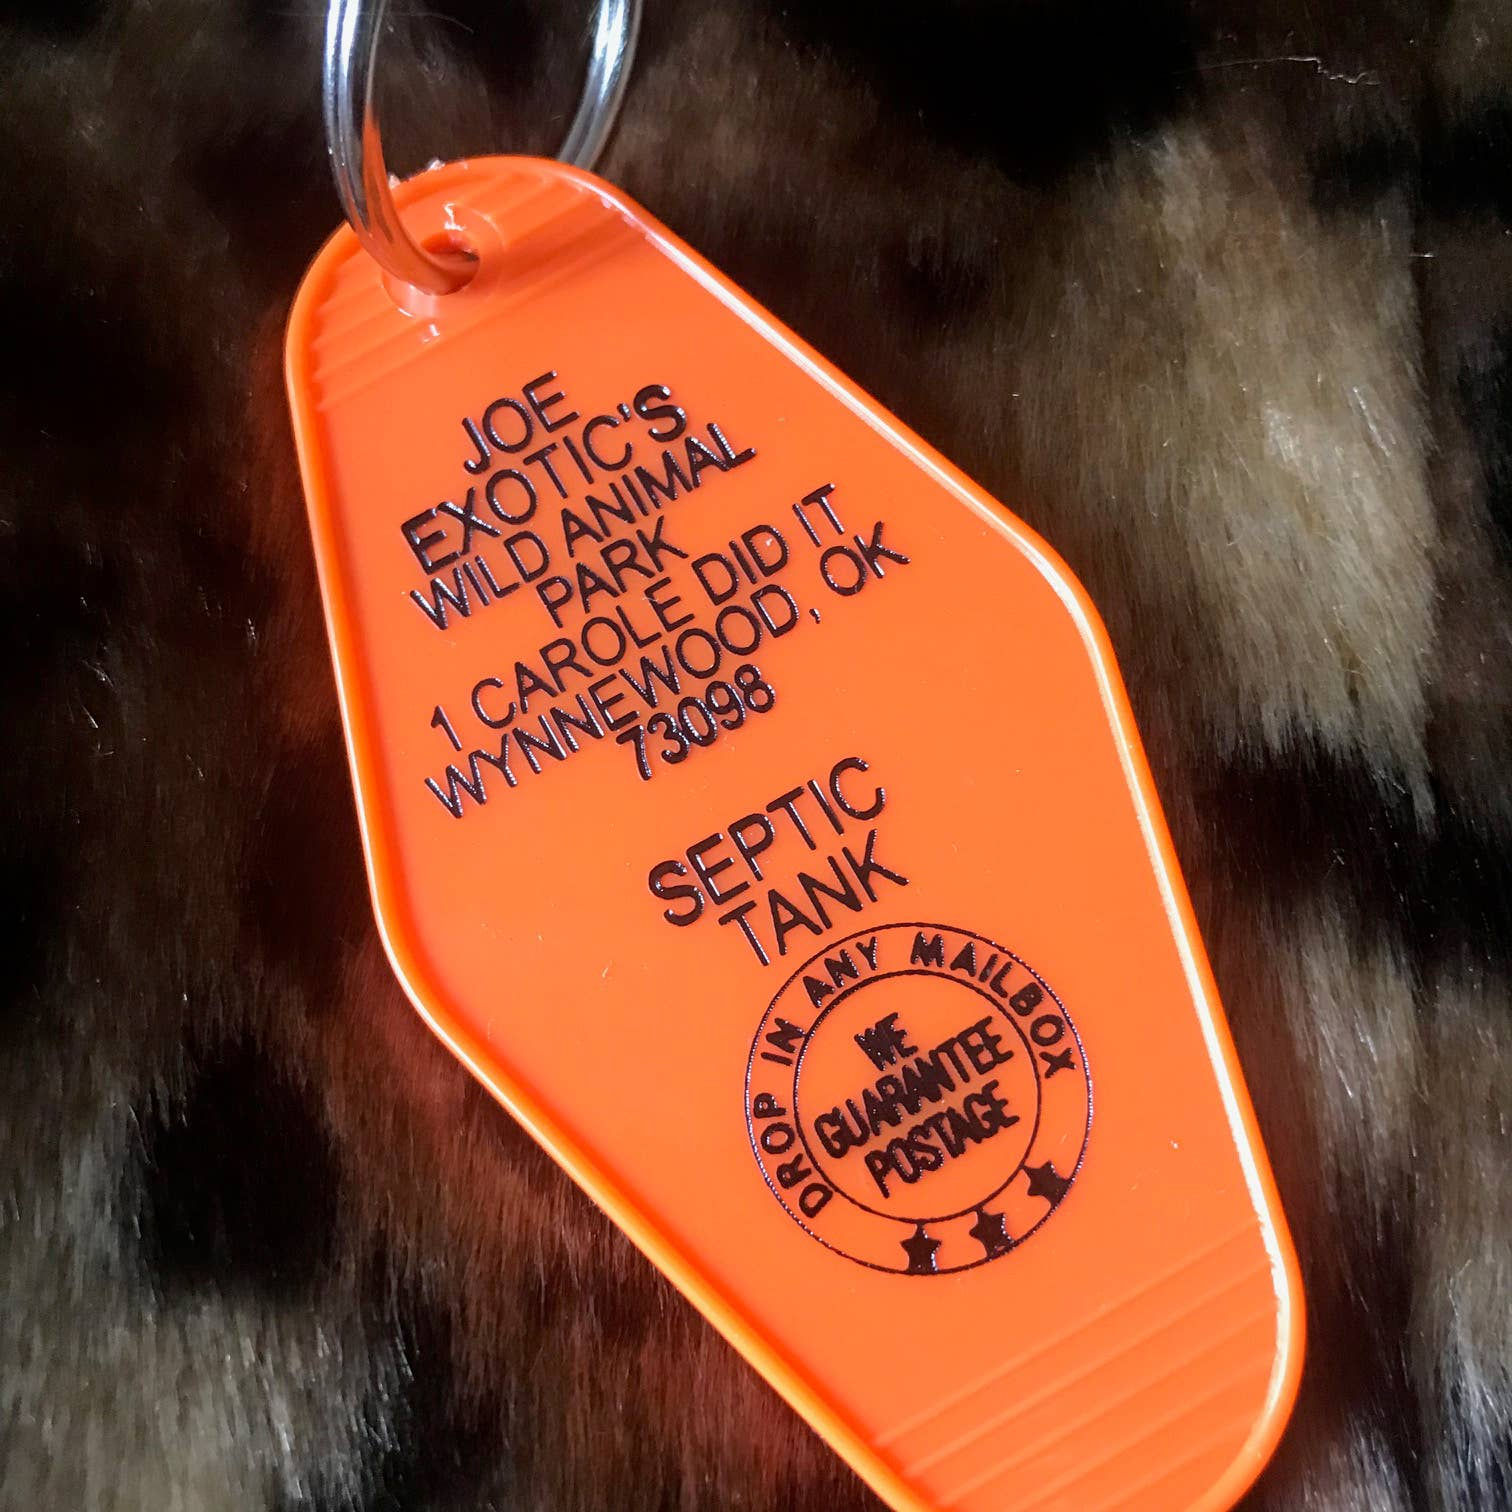 JOE
EXOTIC'S
WILD ANIMAL
PARK
1 CAROLE DID IT
WYNNEWOOD, OK
73098
SEPTIC
TANK
DROP IN ANY MAILBOX
WE
GUARANTEE
POSTAGE